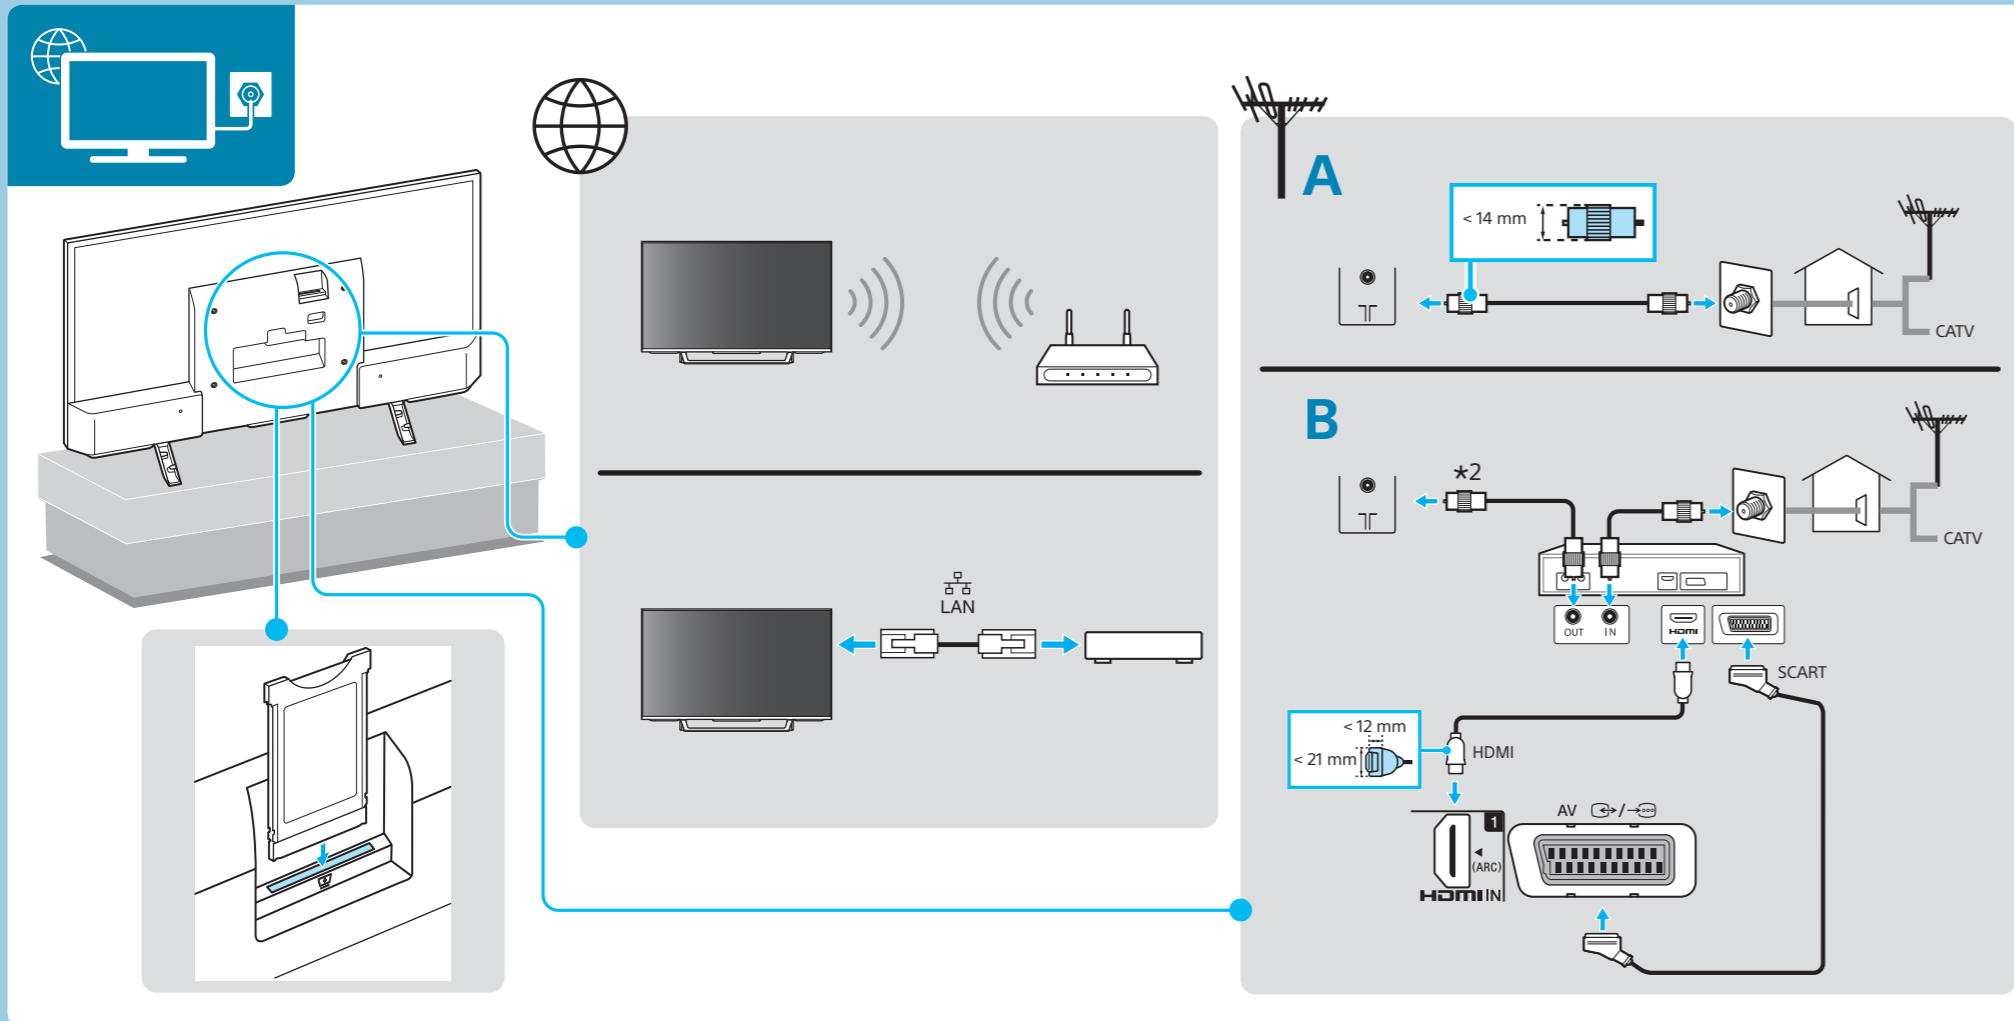 LAN
A
< 14 mm
CATV
B
*2
CATV
OUT
IN
HDMI
SCART
< 12 mm
< 21 mm
HDMI
AV
/
1
(ARC)
HDMI IN